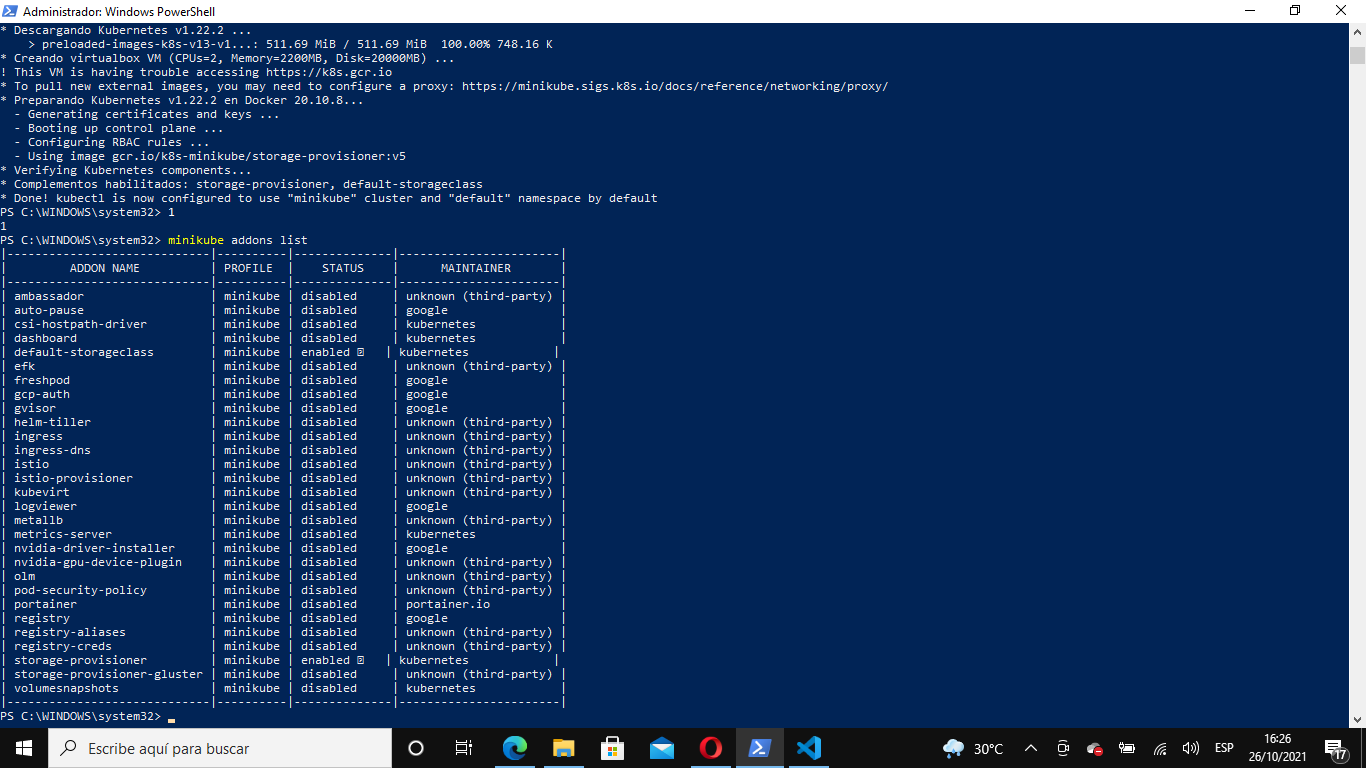 Administrador: Windows PowerShell
* Descargando Kubernetes v1.22.2 ...
    > preloaded-images-k8s-v13-v1...: 511.69 MiB / 511.69 MiB  100.00% 748.16 K
* Creando virtualbox VM (CPUs=2, Memory=2200MB, Disk=20000MB) ...
! This VM is having trouble accessing https://k8s.gcr.io
* To pull new external images, you may need to configure a proxy: https://minikube.sigs.k8s.io/docs/reference/networking/proxy/
* Preparando Kubernetes v1.22.2 en Docker 20.10.8...
  - Generating certificates and keys ...
  - Booting up control plane ...
  - Configuring RBAC rules ...
  - Using image gcr.io/k8s-minikube/storage-provisioner:v5
* Verifying Kubernetes components...
* Complementos habilitados: storage-provisioner, default-storageclass
* Done! kubectl is now configured to use "minikube" cluster and "default" namespace by default
PS C:\WINDOWS\system32> 1
1
PS C:\WINDOWS\system32> minikube addons list
|-----------------------------|----------|--------------|-----------------------|
|         ADDON NAME          | PROFILE  |    STATUS    |      MAINTAINER       |
|-----------------------------|----------|--------------|-----------------------|
| ambassador                  | minikube | disabled     | unknown (third-party) |
| auto-pause                  | minikube | disabled     | google                |
| csi-hostpath-driver         | minikube | disabled     | kubernetes            |
| dashboard                   | minikube | disabled     | kubernetes            |
| default-storageclass        | minikube | enabled    | kubernetes            |
| efk                         | minikube | disabled     | unknown (third-party) |
| freshpod                    | minikube | disabled     | google                |
| gcp-auth                    | minikube | disabled     | google                |
| gvisor                      | minikube | disabled     | google                |
| helm-tiller                 | minikube | disabled     | unknown (third-party) |
| ingress                     | minikube | disabled     | unknown (third-party) |
| ingress-dns                 | minikube | disabled     | unknown (third-party) |
| istio                       | minikube | disabled     | unknown (third-party) |
| istio-provisioner           | minikube | disabled     | unknown (third-party) |
| kubevirt                    | minikube | disabled     | unknown (third-party) |
| logviewer                   | minikube | disabled     | google                |
| metallb                     | minikube | disabled     | unknown (third-party) |
| metrics-server              | minikube | disabled     | kubernetes            |
| nvidia-driver-installer     | minikube | disabled     | google                |
| nvidia-gpu-device-plugin    | minikube | disabled     | unknown (third-party) |
| olm                         | minikube | disabled     | unknown (third-party) |
| pod-security-policy         | minikube | disabled     | unknown (third-party) |
| portainer                   | minikube | disabled     | portainer.io          |
| registry                    | minikube | disabled     | google                |
| registry-aliases            | minikube | disabled     | unknown (third-party) |
| registry-creds              | minikube | disabled     | unknown (third-party) |
| storage-provisioner         | minikube | enabled    | kubernetes            |
| storage-provisioner-gluster | minikube | disabled     | unknown (third-party) |
| volumesnapshots             | minikube | disabled     | kubernetes            |
|-----------------------------|----------|--------------|-----------------------|
PS C:\WINDOWS\system32>
Escribe aquí para buscar
30°C
ESP
16:26
26/10/2021
17